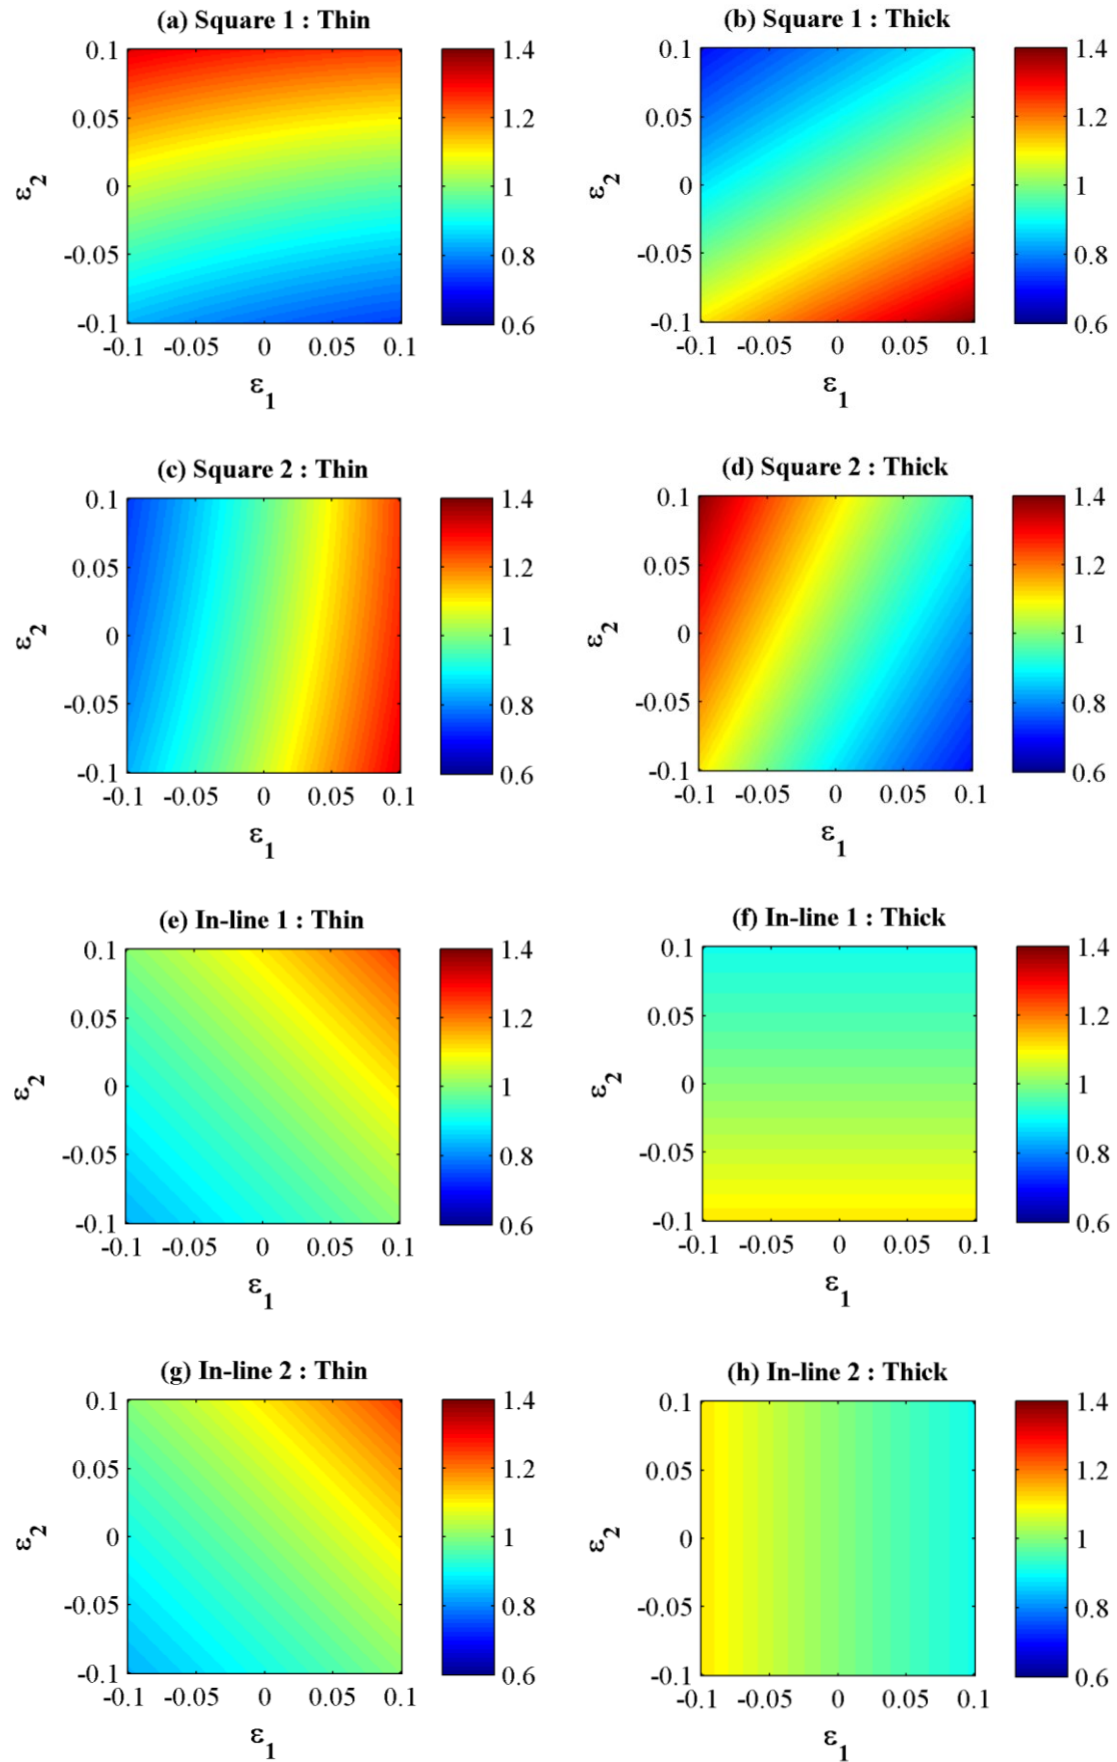 (a) Square 1 : Thin
0.1
0.05
0
-0.05
-0.1
-0.1 -0.05 0 0.05 0.1
ε1
ε2
1.4
1.2
1
0.8
0.6
(b) Square 1 : Thick
0.1
0.05
0
-0.05
-0.1
-0.1 -0.05 0 0.05 0.1
ε1
ε2
1.4
1.2
1
0.8
0.6
(c) Square 2 : Thin
0.1
0.05
0
-0.05
-0.1
-0.1 -0.05 0 0.05 0.1
ε1
ε2
1.4
1.2
1
0.8
0.6
(d) Square 2 : Thick
0.1
0.05
0
-0.05
-0.1
-0.1 -0.05 0 0.05 0.1
ε1
ε2
1.4
1.2
1
0.8
0.6
(e) In-line 1 : Thin
0.1
0.05
0
-0.05
-0.1
-0.1 -0.05 0 0.05 0.1
ε1
ε2
1.4
1.2
1
0.8
0.6
(f) In-line 1 : Thick
0.1
0.05
0
-0.05
-0.1
-0.1 -0.05 0 0.05 0.1
ε1
ε2
1.4
1.2
1
0.8
0.6
(g) In-line 2 : Thin
0.1
0.05
0
-0.05
-0.1
-0.1 -0.05 0 0.05 0.1
ε1
ε2
1.4
1.2
1
0.8
0.6
(h) In-line 2 : Thick
0.1
0.05
0
-0.05
-0.1
-0.1 -0.05 0 0.05 0.1
ε1
ε2
1.4
1.2
1
0.8
0.6